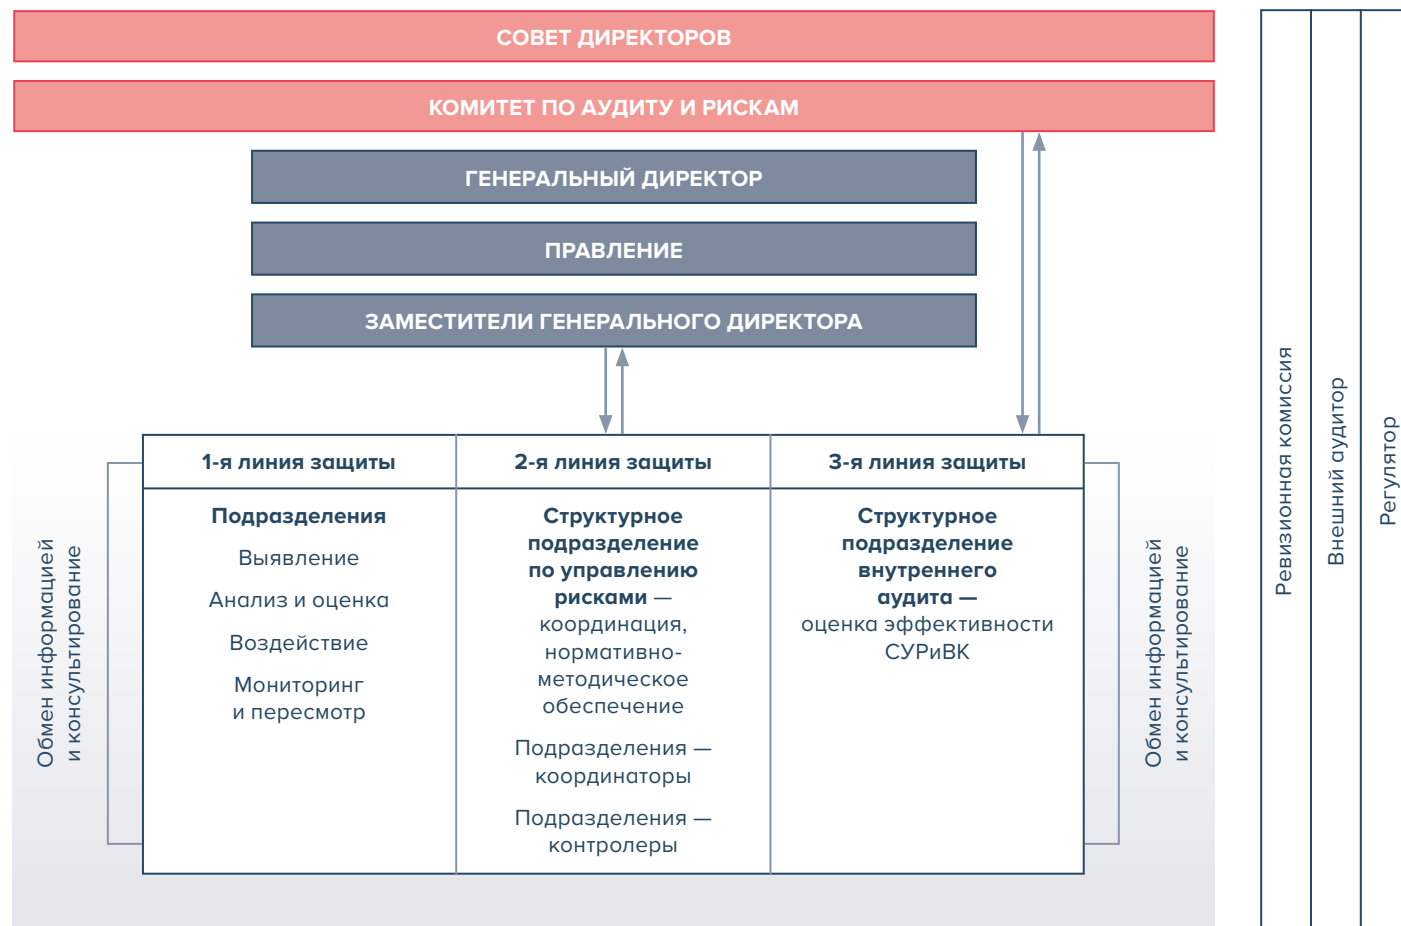 СОВЕТ ДИРЕКТОРОВ
КОМИТЕТ ПО АУДИТУ И РИСКАМ
ГЕНЕРАЛЬНЫЙ ДИРЕКТОР
ПРАВЛЕНИЕ
ЗАМЕСТИТЕЛИ ГЕНЕРАЛЬНОГО ДИРЕКТОРА
Обмен информацией
и консультирование
1-я линия защиты
Подразделения
Выявление
Анализ и оценка
Воздействие
Мониторинг
и пересмотр
2-я линия защиты
Структурное
подразделение
по управлению
рисками —
координация,
нормативно-
методическое
обеспечение
Подразделения —
координаторы
Подразделения —
контролеры
3-я линия защиты
Структурное
подразделение
внутреннего
аудита —
оценка эффективности
СУРиВК
Обмен информацией
и консультирование
Ревизионная комиссия
Внешний аудитор
Регулятор